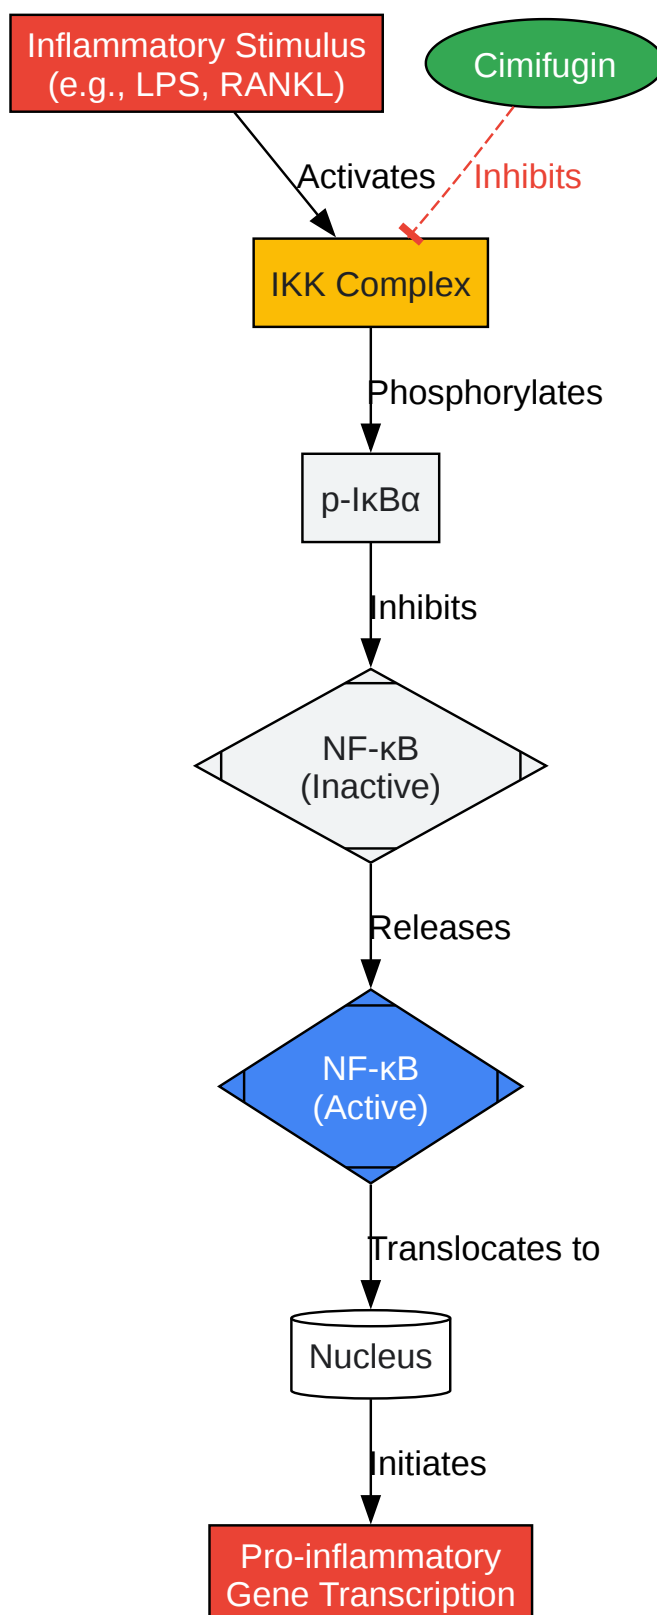 Inflammatory Stimulus
(e.g., LPS, RANKL)
Cimifugin
Activates
Inhibits
IKK Complex
Phosphorylates
p-IκBα
Inhibits
NF-κB
(Inactive)
Releases
NF-κB
(Active)
Translocates to
Nucleus
Initiates
Pro-inflammatory
Gene Transcription